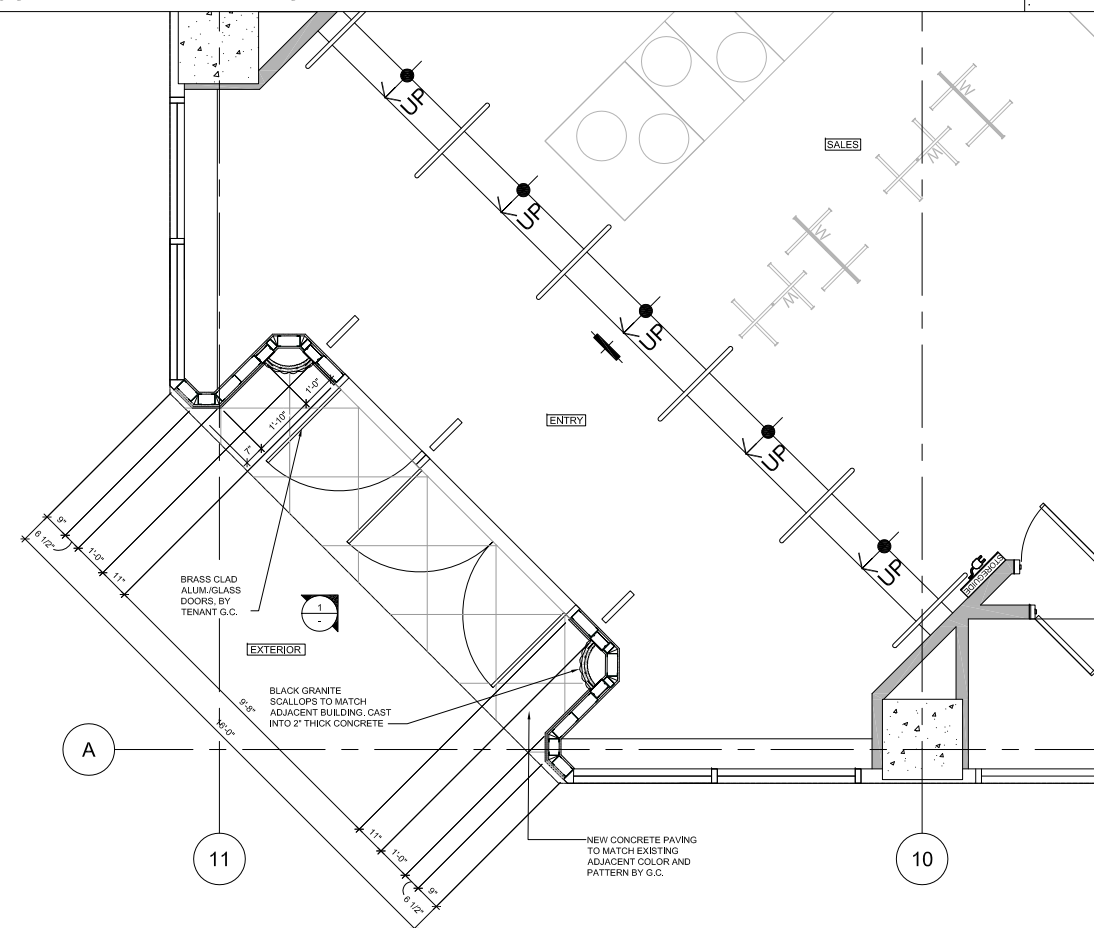 UP
SALES
W
W
UP
W
W
UP
1'-0"
1'-10"
7"
ENTRY
UP
9"
6 1/2"
1'-0"
11"
BRASS CLAD
ALUM./GLASS
DOORS, BY
TENANT G.C.
1
-
EXTERIOR
UP
STOREGUIDE
BLACK GRANITE
SCALLOPS TO MATCH
ADJACENT BUILDING. CAST
INTO 2" THICK CONCRETE
9'-8"
16'-0"
A
11"
1'-0"
9"
6 1/2"
11
NEW CONCRETE PAVING
TO MATCH EXISTING
ADJACENT COLOR AND
PATTERN BY G.C.
10